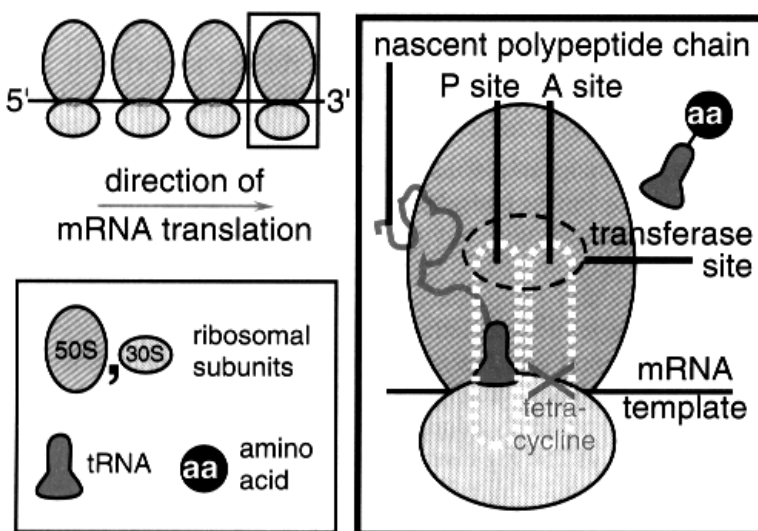 5'
3'
direction of
mRNA translation
50S
,
30S
ribosomal
subunits
tRNA
aa
amino
acid
nascent polypeptide chain
P site
A site
aa
transferase
site
mRNA
template
tetra-
cycline